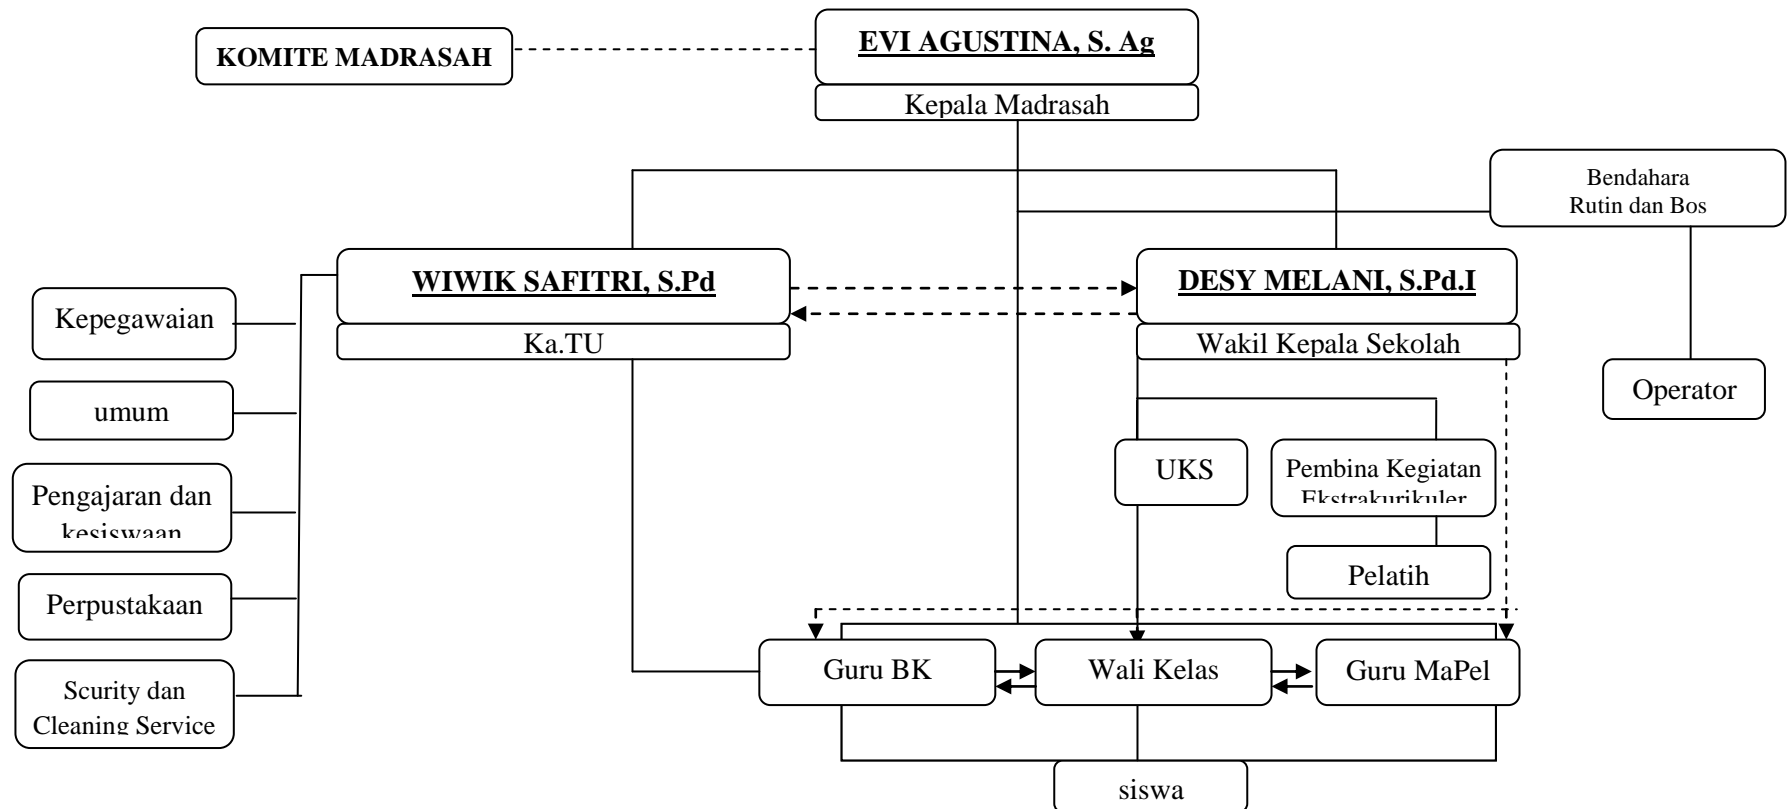 KOMITE MADRASAH
EVI AGUSTINA, S. Ag
Kepala Madrasah
Bendahara
Rutin dan Bos
WIWIK SAFITRI, S.Pd
Ka.TU
DESY MELANI, S.Pd.I
Wakil Kepala Sekolah
Operator
Kepegawaian
umum
Pengajaran dan
kesiswaan
Perpustakaan
Scurity dan
Cleaning Service
UKS
Pembina Kegiatan
Ekstrakurikuler
Pelatih
Guru BK
Wali Kelas
Guru MaPel
siswa